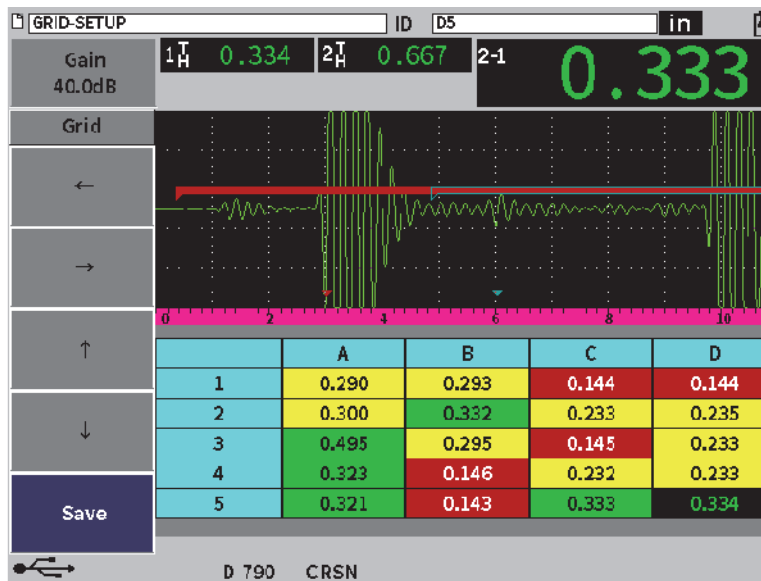 GRID-SETUP ID D5 in
Gain
40.0dB
1 T H 0.334 2 T H 0.667 2-1 0.333
Grid
←
→
↑
↓
Save
0 2 4 6 8 10
A B C D
1 0.290 0.293 0.144 0.144
2 0.300 0.332 0.233 0.235
3 0.495 0.295 0.145 0.233
4 0.323 0.146 0.232 0.233
5 0.321 0.143 0.333 0.334
D 790 CRSN